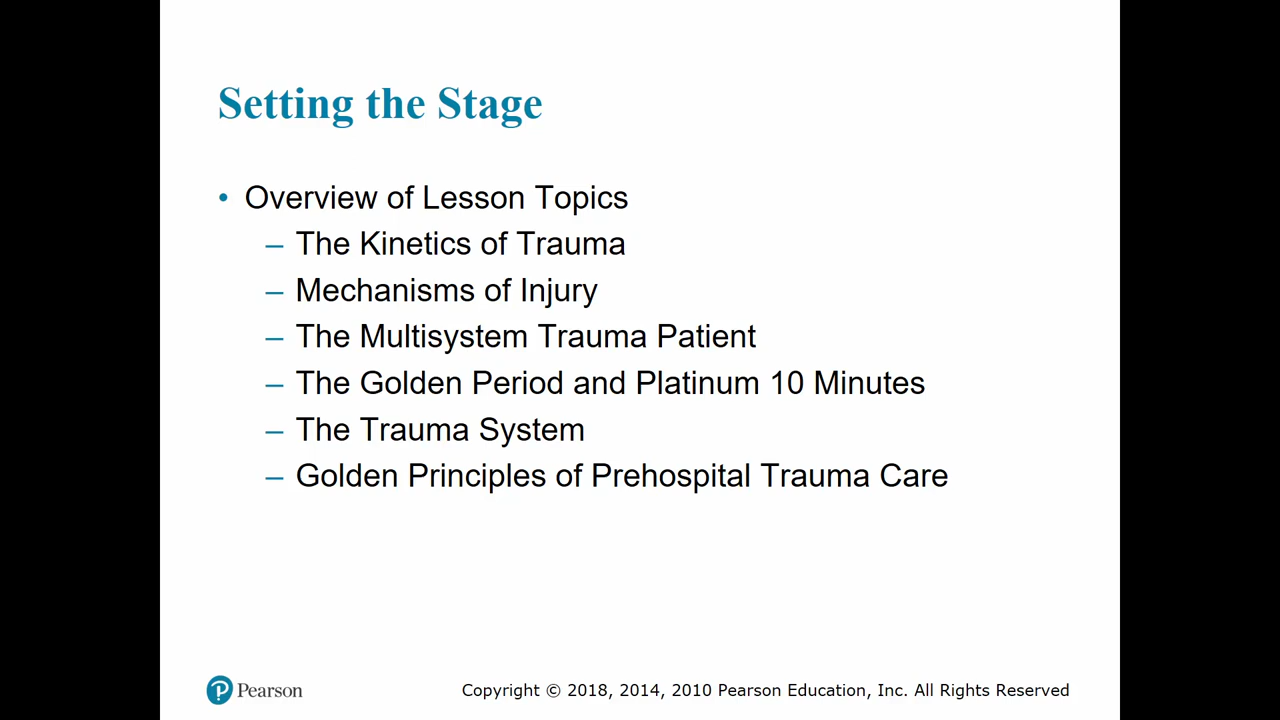 Setting the Stage
• Overview of Lesson Topics
– The Kinetics of Trauma
– Mechanisms of Injury
– The Multisystem Trauma Patient
– The Golden Period and Platinum 10 Minutes
– The Trauma System
– Golden Principles of Prehospital Trauma Care
P Pearson
Copyright © 2018, 2014, 2010 Pearson Education, Inc. All Rights Reserved